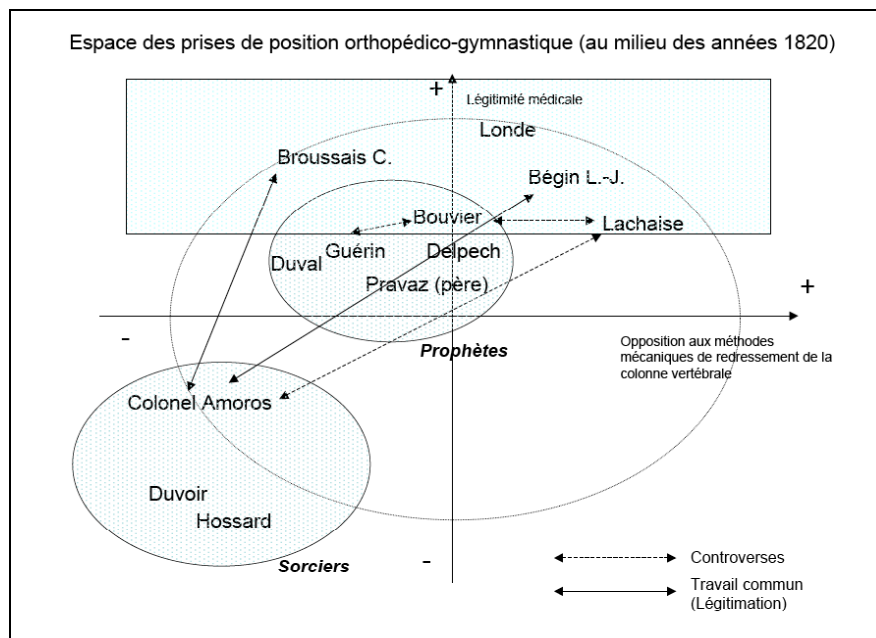 Espace des prises de position orthopédico-gymnastique (au milieu des années 1820)
+
Légitimité médicale
Londe
Broussais C.
Bégin L.-J.
Bouvier
Lachaise
Guérin
Delpech
Duval
Pravaz (père)
+
-
Prophètes
Opposition aux méthodes
mécaniques de redressement de la
colonne vertébrale
Colonel Amoros
Duvoir
Hossard
-
Sorciers
Controverses
Travail commun
(Légitimation)